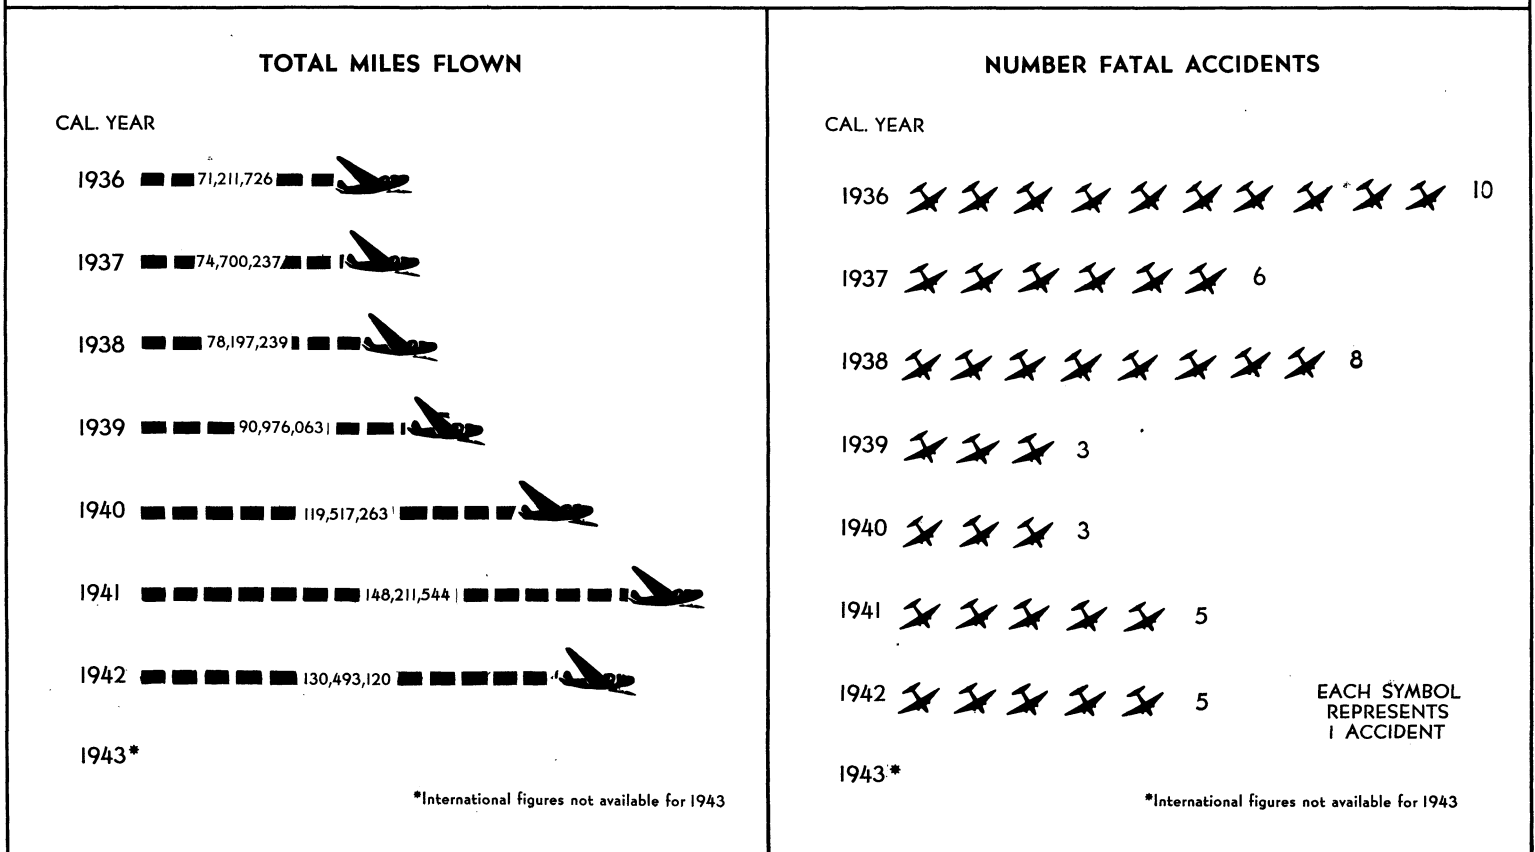 TOTAL MILES FLOWN
CAL. YEAR
1936 71,211,726
1937 74,700,237
1938 78,197,239
1939 90,976,063
1940 119,517,263
1941 148,211,544
1942 130,493,120
1943*
*International figures not available for 1943
NUMBER FATAL ACCIDENTS
CAL. YEAR
1936 10
1937 6
1938 8
1939 3
1940 3
1941 5
1942 5
EACH SYMBOL
REPRESENTS
1 ACCIDENT
1943*
*International figures not available for 1943